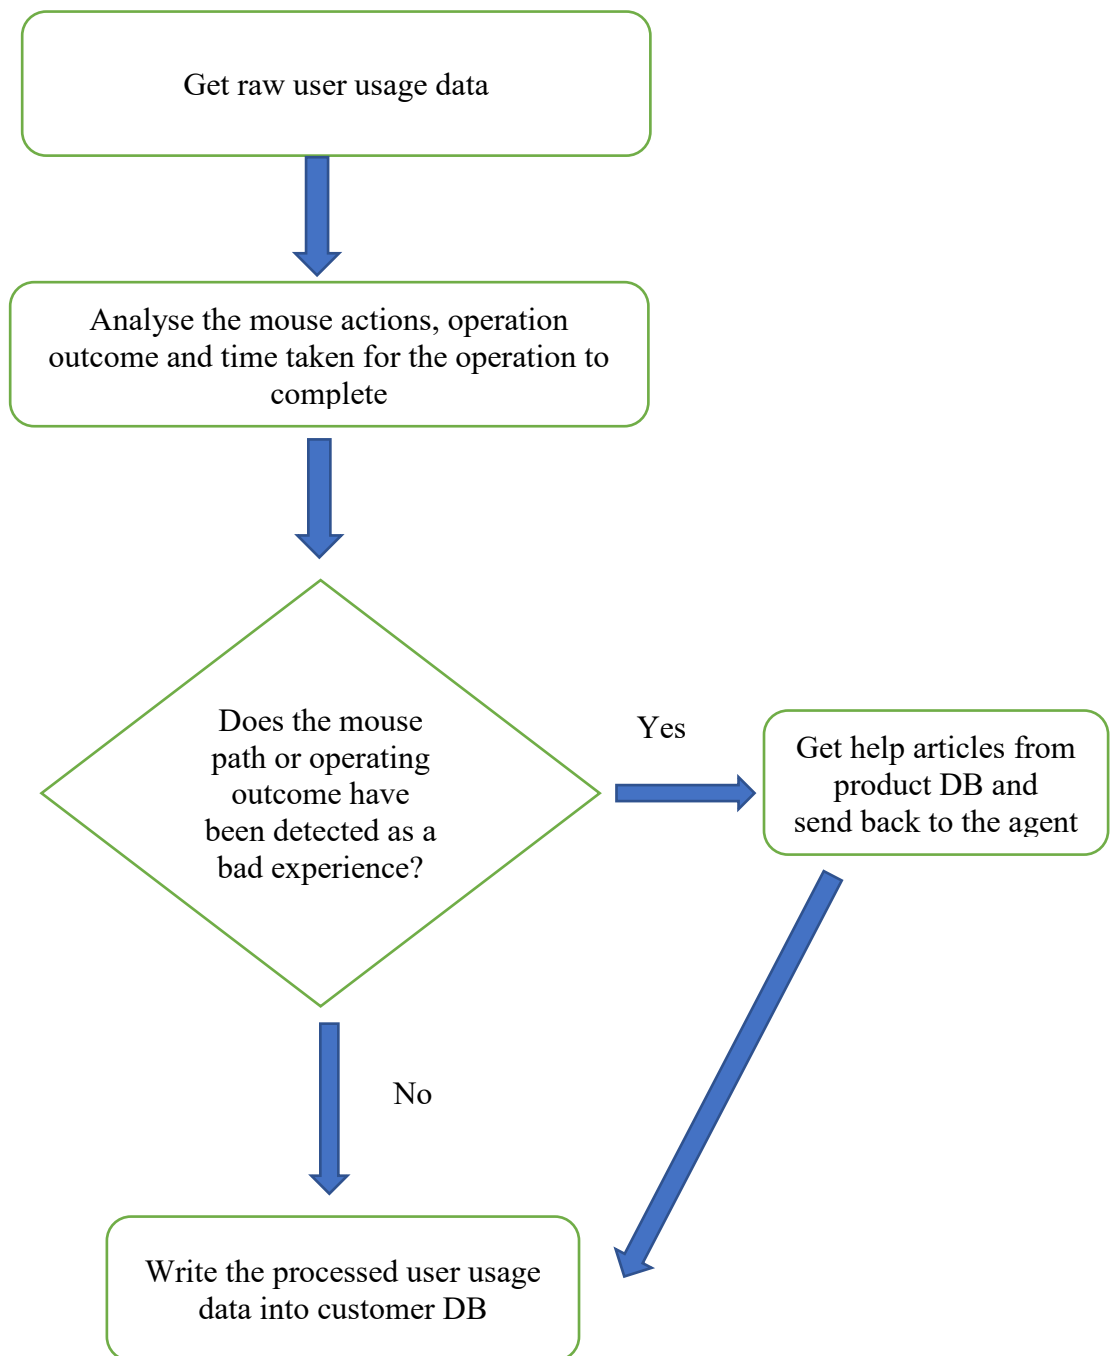 Get raw user usage data
Analyse the mouse actions, operation
outcome and time taken for the operation to
complete
Does the mouse
path or operating
outcome have
been detected as a
bad experience?
Yes
Get help articles from
product DB and
send back to the agent
No
Write the processed user usage
data into customer DB